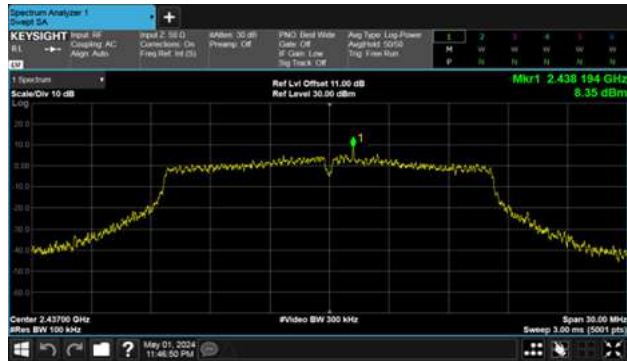 Spectrum Analyzer 1
Swept SA
+
KEYSIGHT Input: RF
RL
Coupling: AC
Align: Auto
Input Z: 50 Ω
Corrections: On
Freq Ref: Int (S)
#Atten: 30 dB
Preamp: Off
PNO: Best Wide
Gate: Off
IF Gain: Low
Sig Track: Off
Avg Type: Log-Power
Avg|Hold: 50/50
Trig: Free Run
1 2 3 4 5 6
M W W W W W
P N N N N N
LW
1 Spectrum
Scale/Div 10 dB
Log
Ref Lvl Offset 11.00 dB
Ref Level 30.00 dBm
Mkr1 2.438 194 GHz
8.35 dBm
20.0
10.0
0.00
-10.0
-20.0
-30.0
-40.0
-50.0
1
Center 2.43700 GHz
#Res BW 100 kHz
#Video BW 300 kHz
Span 30.00 MHz
Sweep 3.00 ms (5001 pts)
?
May 01, 2024
11:46:50 PM